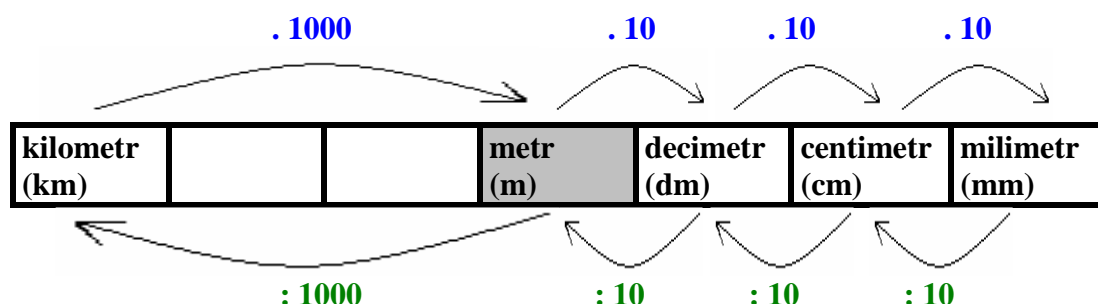 . 1000 . 10 . 10 . 10
kilometr metr decimetr centimetr milimetr
(km) (m) (dm) (cm) (mm)
: 1000 : 10 : 10 : 10